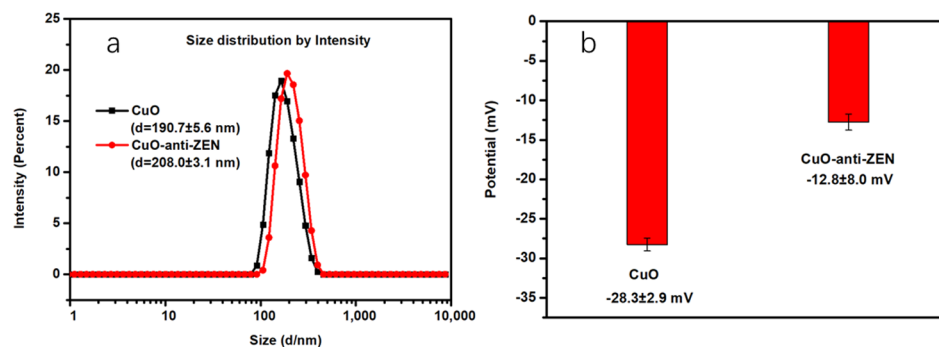 a
Size distribution by Intensity
CuO
(d=190.7±5.6 nm)
CuO-anti-ZEN
(d=208.0±3.1 nm)
Intensity (Percent)
25
20
15
10
5
0
1
10
100
1,000
10,000
Size (d/nm)
b
Potential (mV)
0
-5
-10
-15
-20
-25
-30
-35
CuO
-28.3±2.9 mV
CuO-anti-ZEN
-12.8±8.0 mV